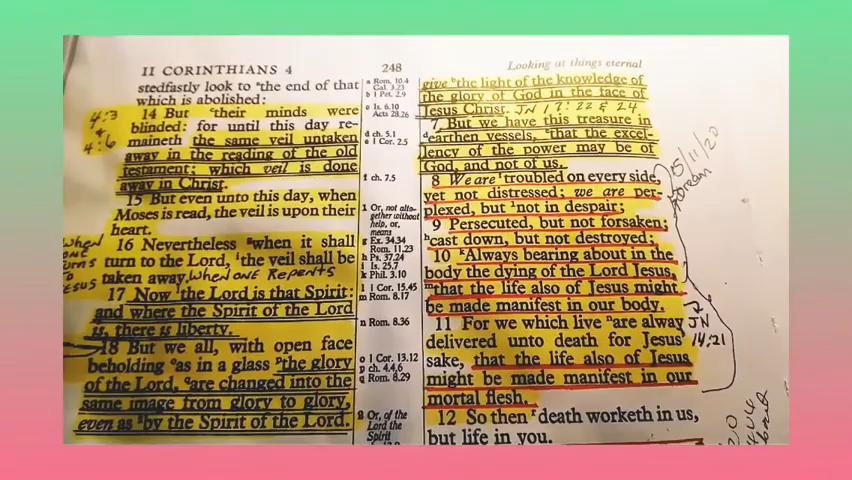 II CORINTHIANS 4
248
Looking at things eternal
stedfastly look to the end of that
which is abolished:
14 But their minds were
blinded: for until this day re-
maineth the same veil untaken
away in the reading of the old
testament; which veil is done
away in Christ.
15 But even unto this day, when
Moses is read, the veil is upon their
heart.
16 Nevertheless when it shall
turn to the Lord, the veil shall be
taken away. WHEN ONE REPENTS
17 Now the Lord is that Spirit:
and where the Spirit of the Lord
is, there is liberty.
18 But we all, with open face
beholding as in a glass the glory
of the Lord, are changed into the
same image from glory to glory,
even as by the Spirit of the Lord.
4:3
&
4:6
WHEN
ONE
TURNS
TO
JESUS
a Rom. 10.4
Gal. 3.23
b 1 Pet. 2.9
c Is. 6.10
Acts 28.26
d ch. 5.1
e 1 Cor. 2.5
f ch. 7.5
1 Or, not alto-
gether without
help, or,
means
g Ex. 34.34
Rom. 11.23
h Ps. 37.24
i Is. 25.7
k Phil. 3.10
l 1 Cor. 15.45
m Rom. 8.17
n Rom. 8.36
o 1 Cor. 13.12
p ch. 4.4,6
q Rom. 8.29
Or, of the
Lord the
Spirit
give the light of the knowledge of
the glory of God in the face of
Jesus Christ. JN 17:22 & 24
7 But we have this treasure in
earthen vessels, that the excel-
lency of the power may be of
God, and not of us.
8 We are troubled on every side,
yet not distressed; we are per-
plexed, but not in despair;
9 Persecuted, but not forsaken;
cast down, but not destroyed;
10 Always bearing about in the
body the dying of the Lord Jesus,
that the life also of Jesus might
be made manifest in our body.
11 For we which live are alway
delivered unto death for Jesus'
sake, that the life also of Jesus
might be made manifest in our
mortal flesh.
12 So then death worketh in us,
but life in you.
JN
14:21